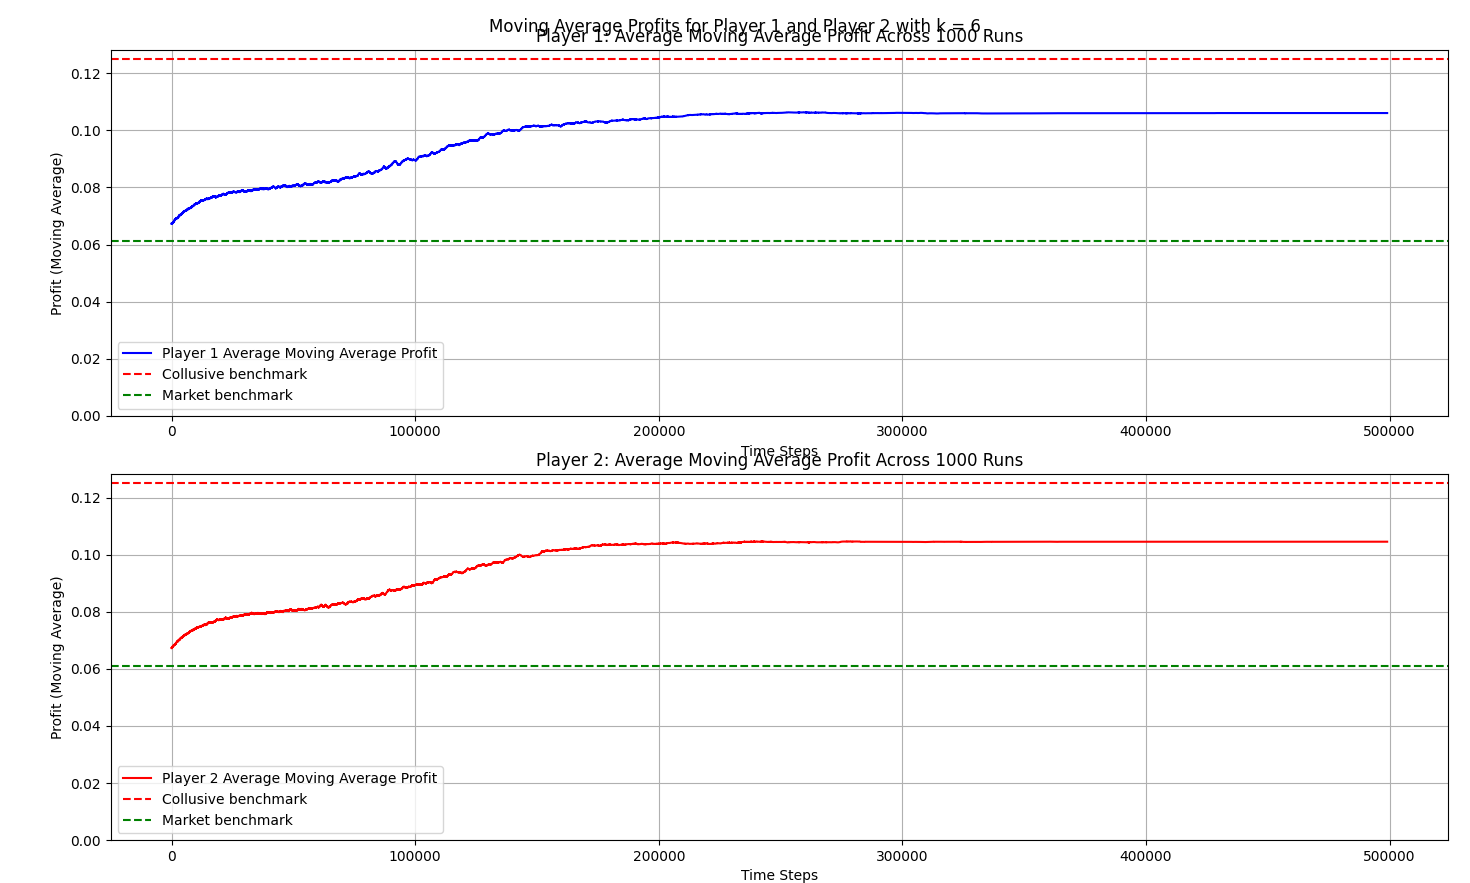 Moving Average Profits for Player 1 and Player 2 with k = 6
Player 1: Average Moving Average Profit Across 1000 Runs
0.12
0.10
0.08
0.06
0.04
0.02
0.00
Profit (Moving Average)
Player 1 Average Moving Average Profit
Collusive benchmark
Market benchmark
0 100000 200000 300000 400000 500000
Time Steps
Player 2: Average Moving Average Profit Across 1000 Runs
0.12
0.10
0.08
0.06
0.04
0.02
0.00
Profit (Moving Average)
Player 2 Average Moving Average Profit
Collusive benchmark
Market benchmark
0 100000 200000 300000 400000 500000
Time Steps